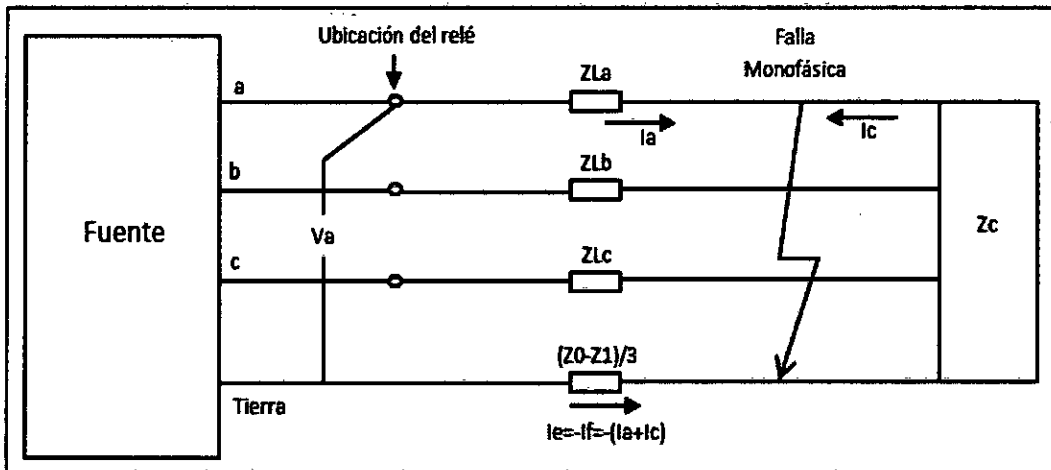 Ubicación del relé
Falla
Monofásica
a
ZLa
Ia
Ic
b
ZLb
Fuente
Va
Zc
c
ZLc
(Z0-Z1)/3
Tierra
Ie=-If=-(Ia+Ic)